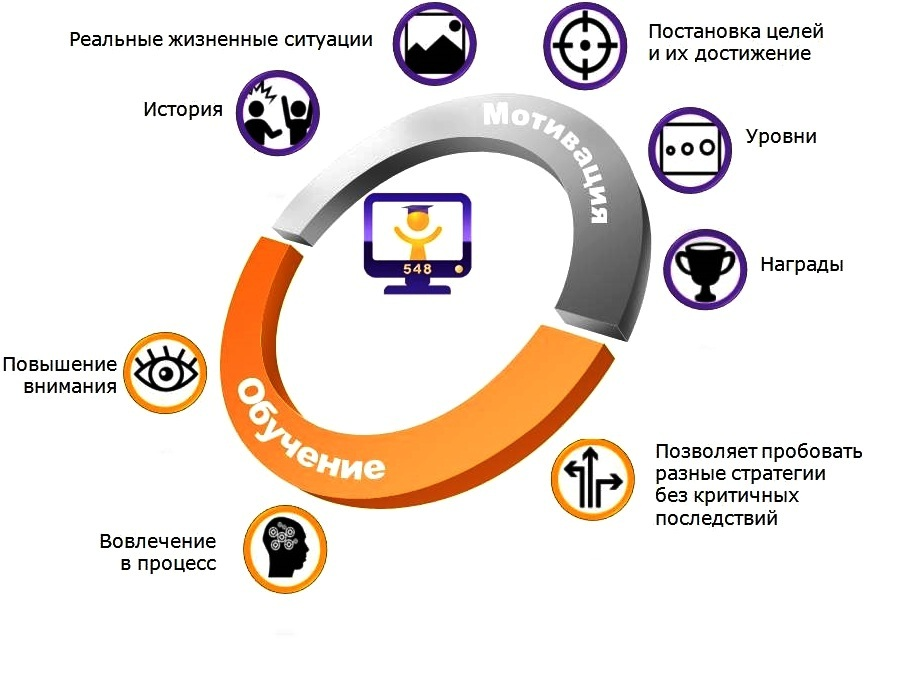 Реальные жизненные ситуации
Постановка целей
и их достижение
История
Мотивация
Уровни
548
Награды
Повышение
внимания
Обучение
Позволяет пробовать
разные стратегии
без критичных
последствий
Вовлечение
в процесс